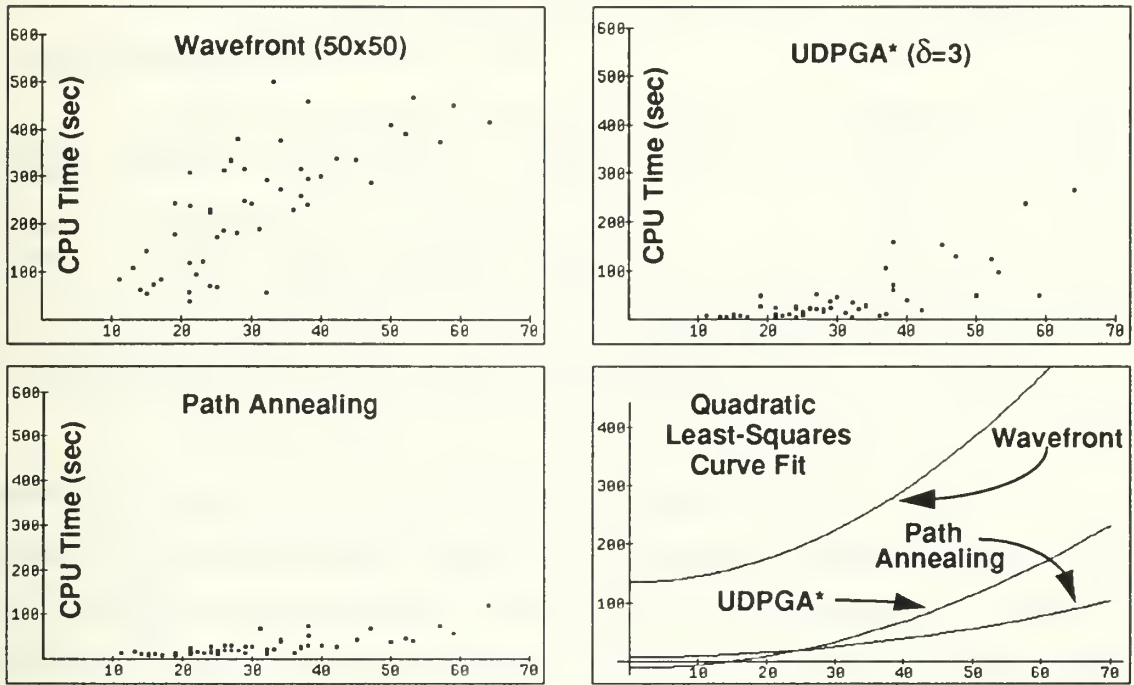 Wavefront (50x50)
CPU Time (sec)
600
500
400
300
200
100
10 20 30 40 50 60 70
UDPGA* (δ=3)
CPU Time (sec)
600
500
400
300
200
100
10 20 30 40 50 60 70
Path Annealing
CPU Time (sec)
600
500
400
300
200
100
10 20 30 40 50 60 70
Quadratic
Least-Squares
Curve Fit
Wavefront
Path
Annealing
UDPGA*
400
300
200
100
10 20 30 40 50 60 70